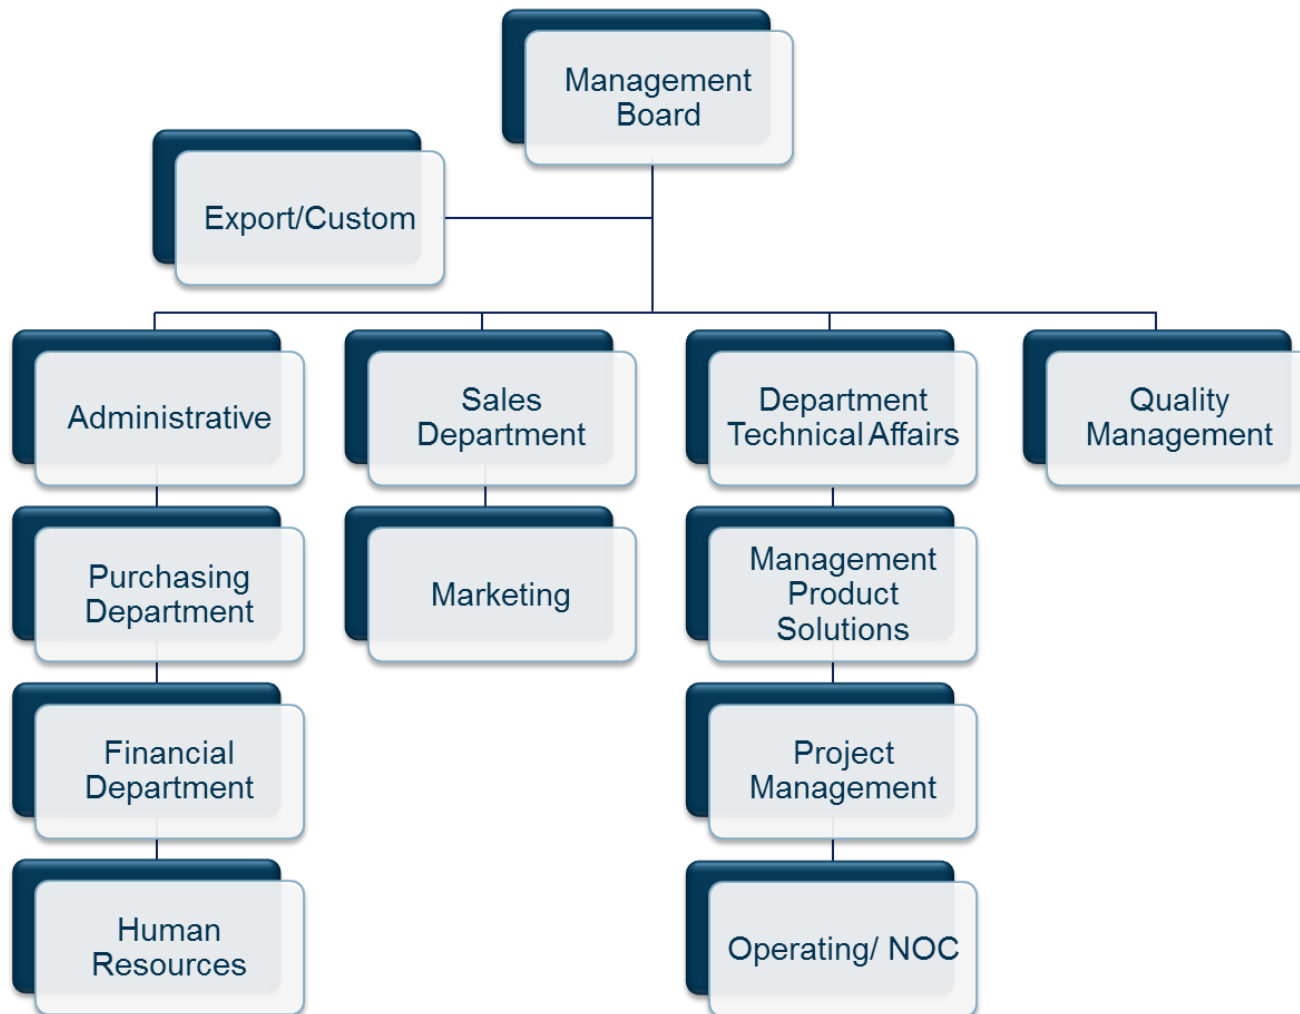 Management
Board
Export/Custom
Administrative
Sales
Department
Department
Technical Affairs
Quality
Management
Purchasing
Department
Marketing
Management
Product
Solutions
Financial
Department
Project
Management
Human
Resources
Operating/ NOC